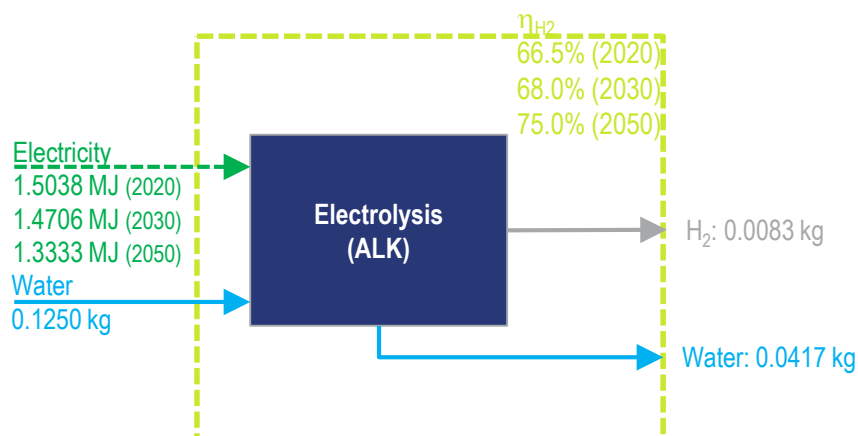 ηH2
66.5% (2020)
68.0% (2030)
75.0% (2050)
Electricity
1.5038 MJ (2020)
1.4706 MJ (2030)
1.3333 MJ (2050)
Water
0.1250 kg
Electrolysis
(ALK)
H₂: 0.0083 kg
Water: 0.0417 kg